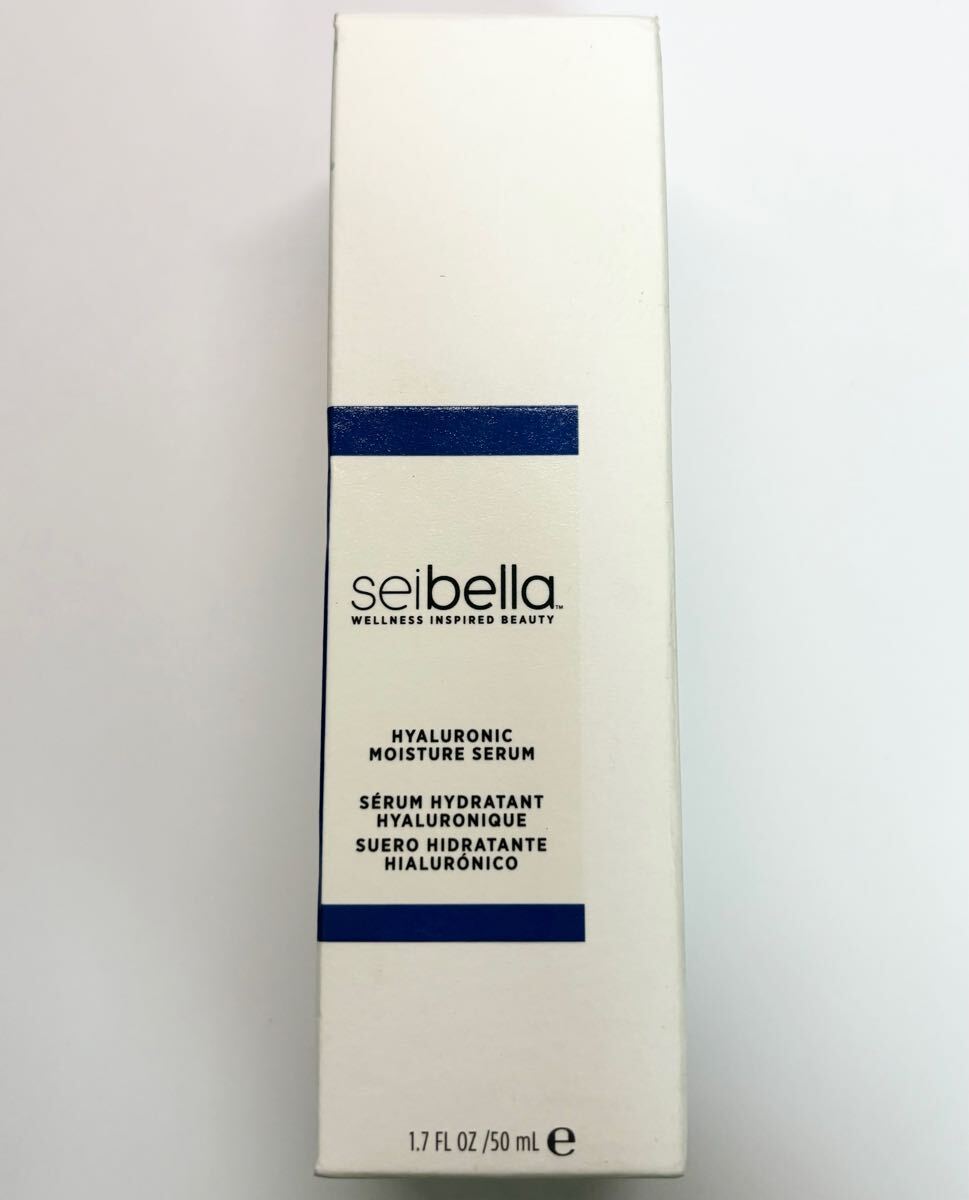 seibella™
WELLNESS INSPIRED BEAUTY
HYALURONIC
MOISTURE SERUM
SÉRUM HYDRATANT
HYALURONIQUE
SUERO HIDRATANTE
HIALURÓNICO
1.7 FL OZ /50 mL ℮